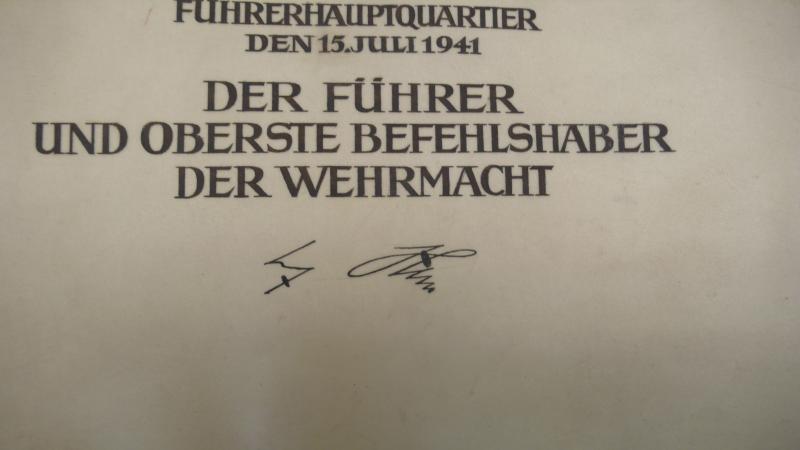 FÜHRERHAUPTQUARTIER
DEN 15. JULI 1941
DER FÜHRER
UND OBERSTE BEFEHLSHABER
DER WEHRMACHT